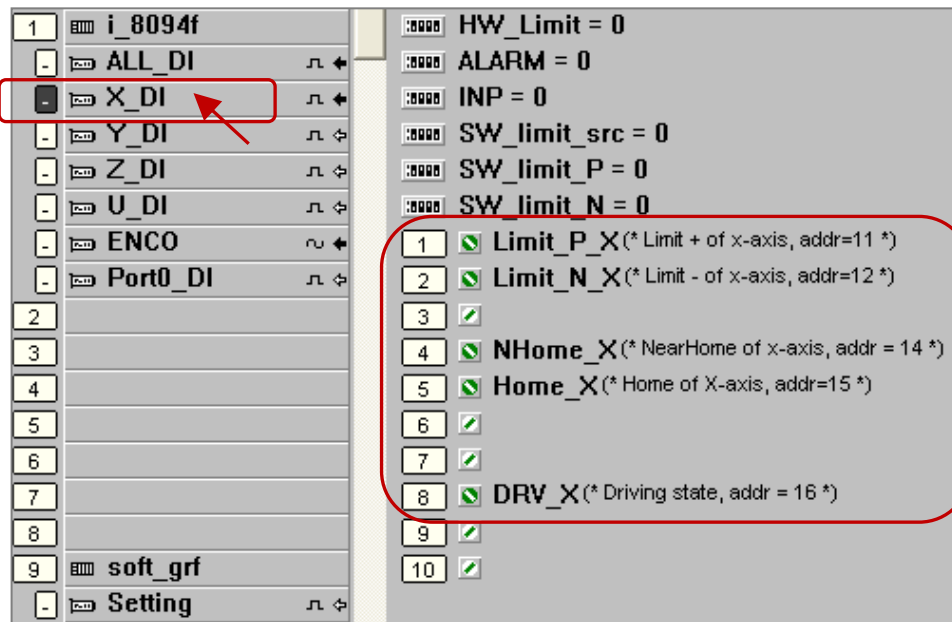 1 i_8094f
- ALL_DI
- X_DI
- Y_DI
- Z_DI
- U_DI
- ENCO
- Port0_DI
2
3
4
5
6
7
8
9 soft_grf
- Setting
HW_Limit = 0
ALARM = 0
INP = 0
SW_limit_src = 0
SW_limit_P = 0
SW_limit_N = 0
1 Limit_P_X (* Limit + of x-axis, addr=11 *)
2 Limit_N_X (* Limit - of x-axis, addr=12 *)
3
4 NHome_X (* NearHome of x-axis, addr = 14 *)
5 Home_X (* Home of X-axis, addr=15 *)
6
7
8 DRV_X (* Driving state, addr = 16 *)
9
10